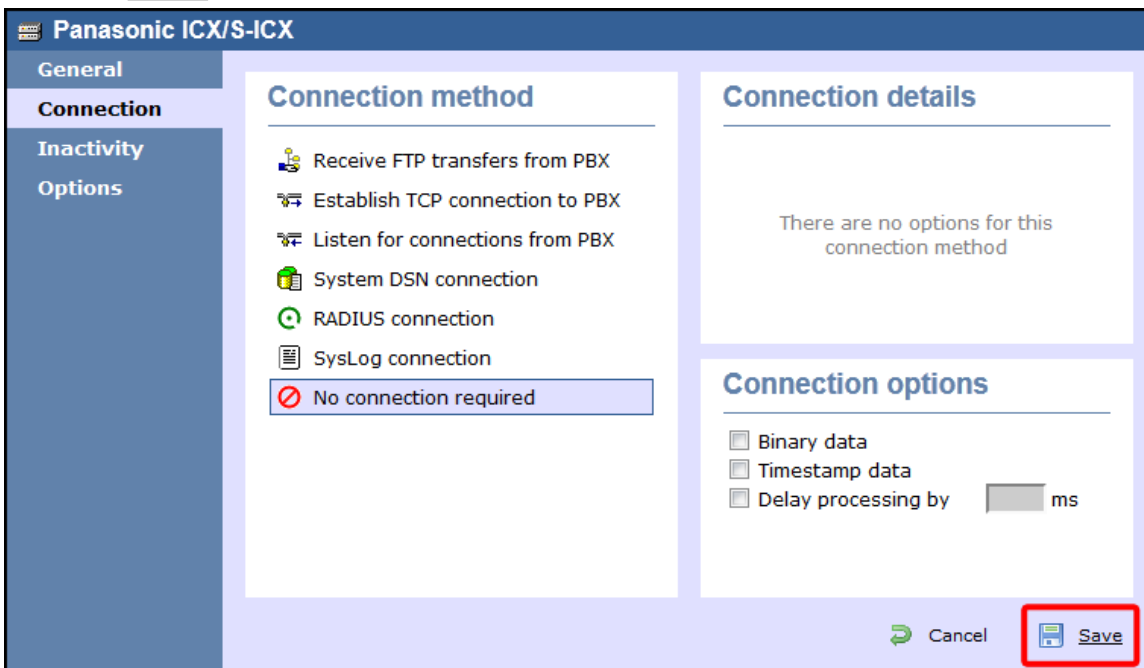 Panasonic ICX/S-ICX
General
Connection
Inactivity
Options
Connection method
Receive FTP transfers from PBX
Establish TCP connection to PBX
Listen for connections from PBX
System DSN connection
RADIUS connection
SysLog connection
No connection required
Connection details
There are no options for this
connection method
Connection options
Binary data
Timestamp data
Delay processing by ms
Cancel
Save